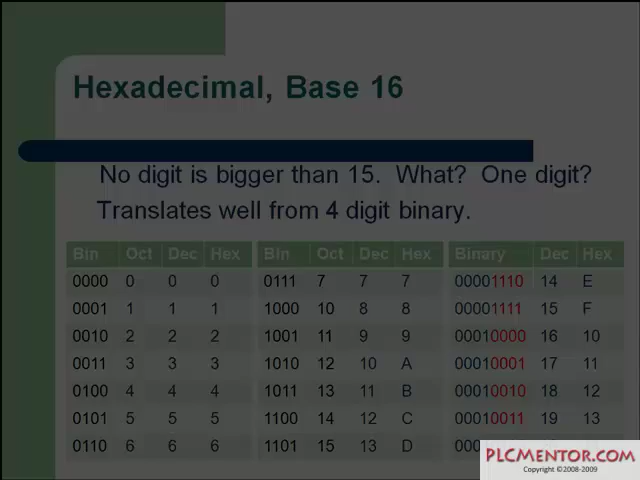 Hexadecimal, Base 16
No digit is bigger than 15. What? One digit?
Translates well from 4 digit binary.
Bin Oct Dec Hex Bin Oct Dec Hex Binary Dec Hex
0000 0 0 0 0111 7 7 7 00001110 14 E
0001 1 1 1 1000 10 8 8 00001111 15 F
0010 2 2 2 1001 11 9 9 00010000 16 10
0011 3 3 3 1010 12 10 A 00010001 17 11
0100 4 4 4 1011 13 11 B 00010010 18 12
0101 5 5 5 1100 14 12 C 00010011 19 13
0110 6 6 6 1101 15 13 D
PLCMENTOR.COM
Copyright ©2008-2009